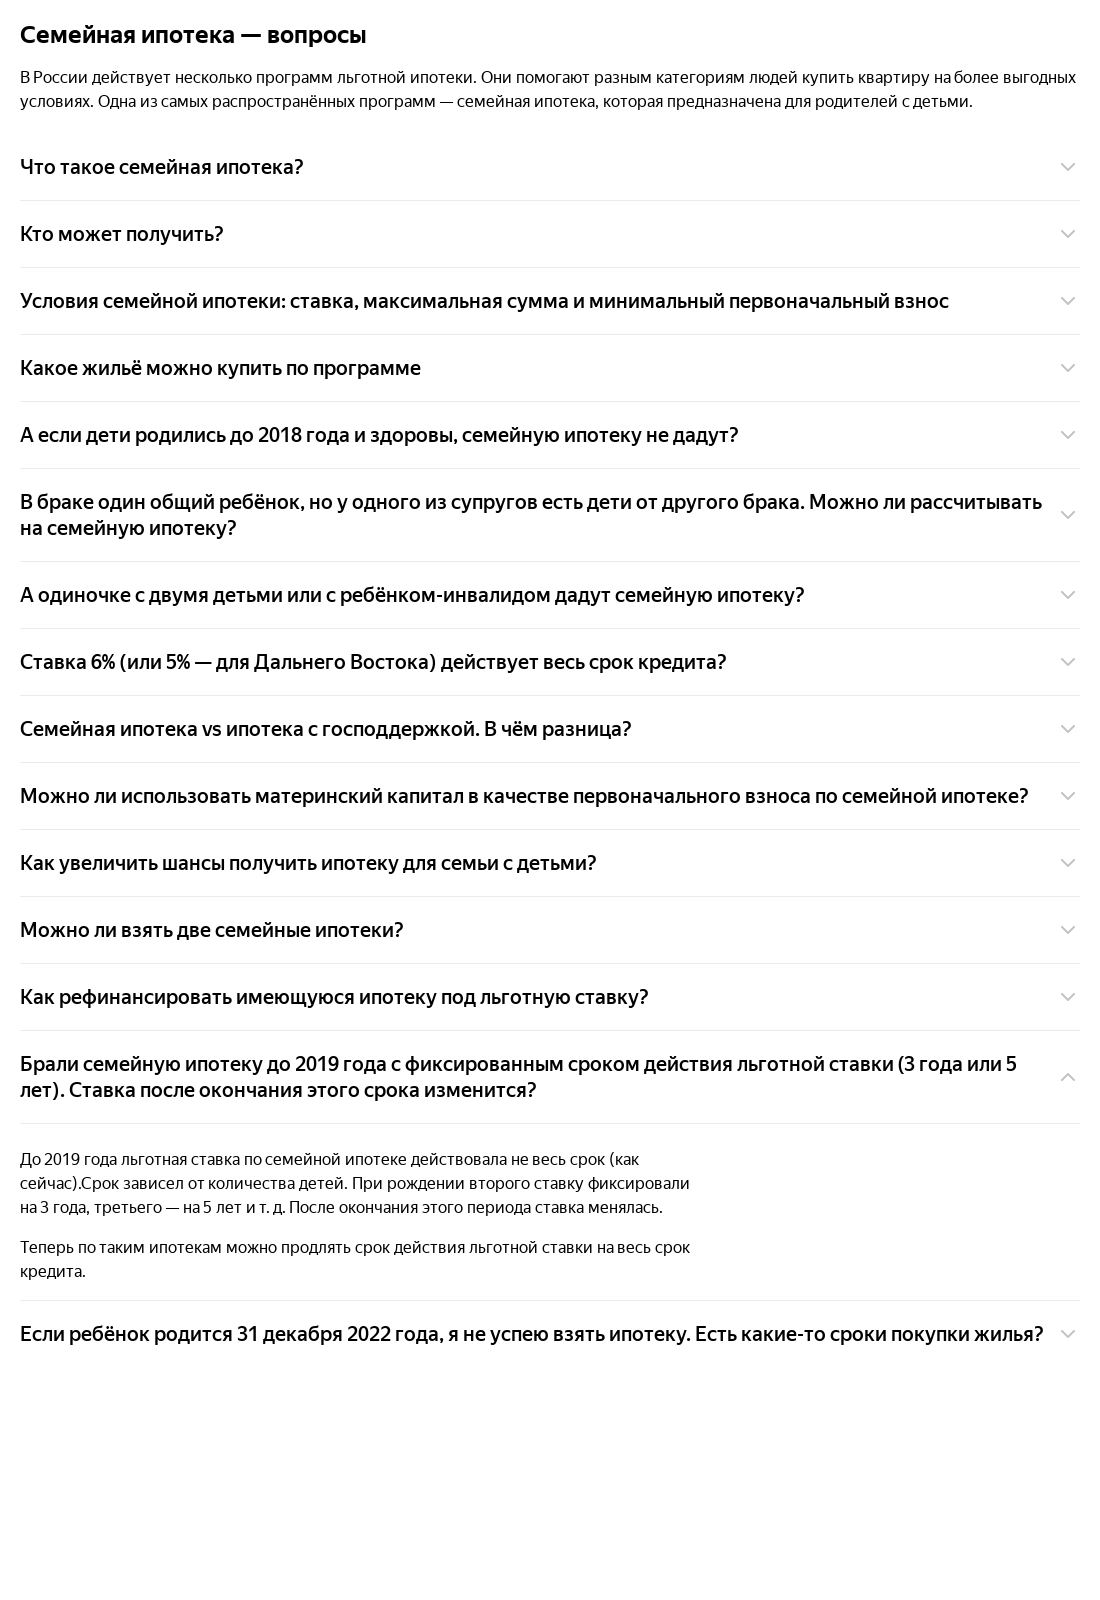 Семейная ипотека — вопросы
В России действует несколько программ льготной ипотеки. Они помогают разным категориям людей купить квартиру на более выгодных
условиях. Одна из самых распространённых программ — семейная ипотека, которая предназначена для родителей с детьми.
Что такое семейная ипотека?
Кто может получить?
Условия семейной ипотеки: ставка, максимальная сумма и минимальный первоначальный взнос
Какое жильё можно купить по программе
А если дети родились до 2018 года и здоровы, семейную ипотеку не дадут?
В браке один общий ребёнок, но у одного из супругов есть дети от другого брака. Можно ли рассчитывать
на семейную ипотеку?
А одиночке с двумя детьми или с ребёнком-инвалидом дадут семейную ипотеку?
Ставка 6% (или 5% — для Дальнего Востока) действует весь срок кредита?
Семейная ипотека vs ипотека с господдержкой. В чём разница?
Можно ли использовать материнский капитал в качестве первоначального взноса по семейной ипотеке?
Как увеличить шансы получить ипотеку для семьи с детьми?
Можно ли взять две семейные ипотеки?
Как рефинансировать имеющуюся ипотеку под льготную ставку?
Брали семейную ипотеку до 2019 года с фиксированным сроком действия льготной ставки (3 года или 5
лет). Ставка после окончания этого срока изменится?
До 2019 года льготная ставка по семейной ипотеке действовала не весь срок (как
сейчас).Срок зависел от количества детей. При рождении второго ставку фиксировали
на 3 года, третьего — на 5 лет и т. д. После окончания этого периода ставка менялась.
Теперь по таким ипотекам можно продлять срок действия льготной ставки на весь срок
кредита.
Если ребёнок родится 31 декабря 2022 года, я не успею взять ипотеку. Есть какие-то сроки покупки жилья?